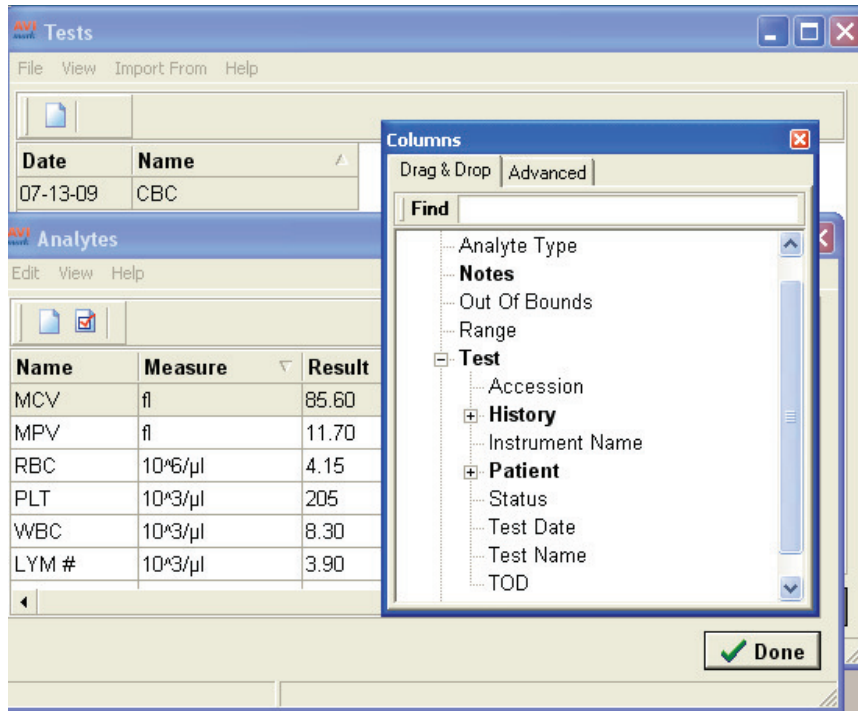 AVI mark Tests
File View Import From Help
Date Name
07-13-09 CBC
AVI mark Analytes
Edit View Help
Name Measure Result
MCV fl 85.60
MPV fl 11.70
RBC 10^6/µl 4.15
PLT 10^3/µl 205
WBC 10^3/µl 8.30
LYM # 10^3/µl 3.90
Columns
Drag & Drop Advanced
Find
Analyte Type
Notes
Out Of Bounds
Range
Test
Accession
History
Instrument Name
Patient
Status
Test Date
Test Name
TOD
Done